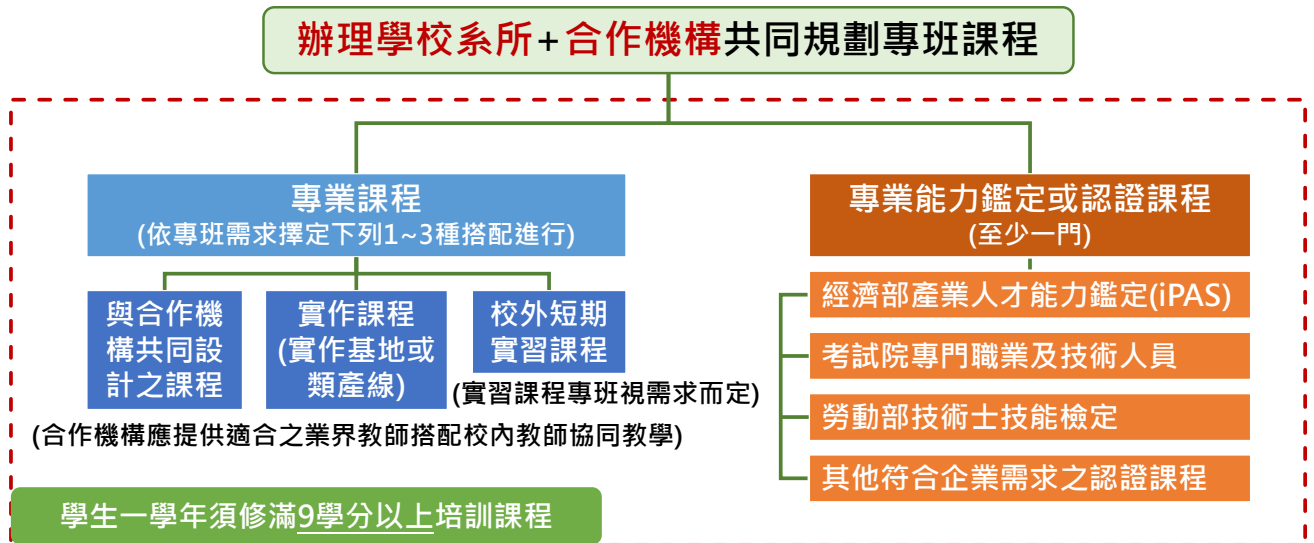 辦理學校系所+合作機構共同規劃專班課程
專業課程
(依專班需求擇定下列1~3種搭配進行)
與合作機
構共同設
計之課程
實作課程
(實作基地或
類產線)
校外短期
實習課程
(實習課程專班視需求而定)
(合作機構應提供適合之業界教師搭配校內教師協同教學)
專業能力鑑定或認證課程
(至少一門)
經濟部產業人才能力鑑定(iPAS)
考試院專門職業及技術人員
勞動部技術士技能檢定
其他符合企業需求之認證課程
學生一學年須修滿9學分以上培訓課程